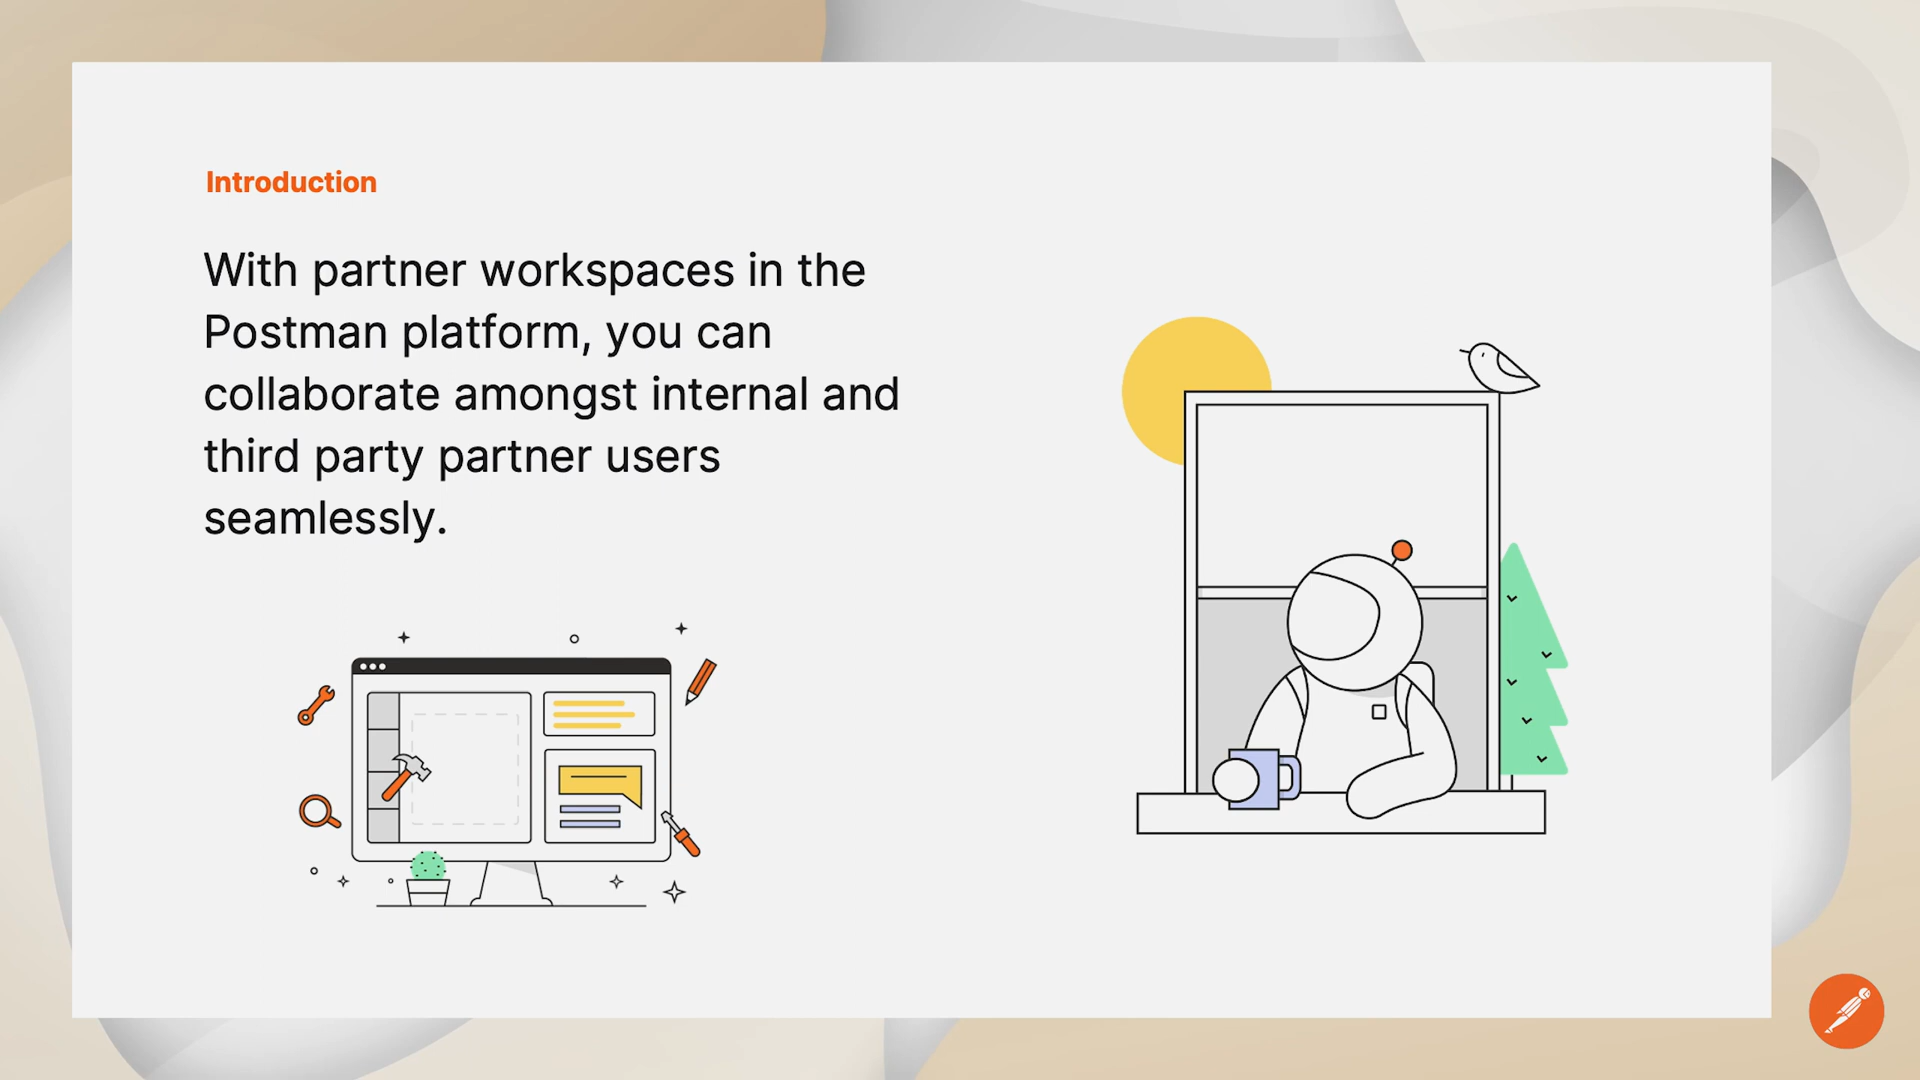 Introduction
With partner workspaces in the
Postman platform, you can
collaborate amongst internal and
third party partner users
seamlessly.